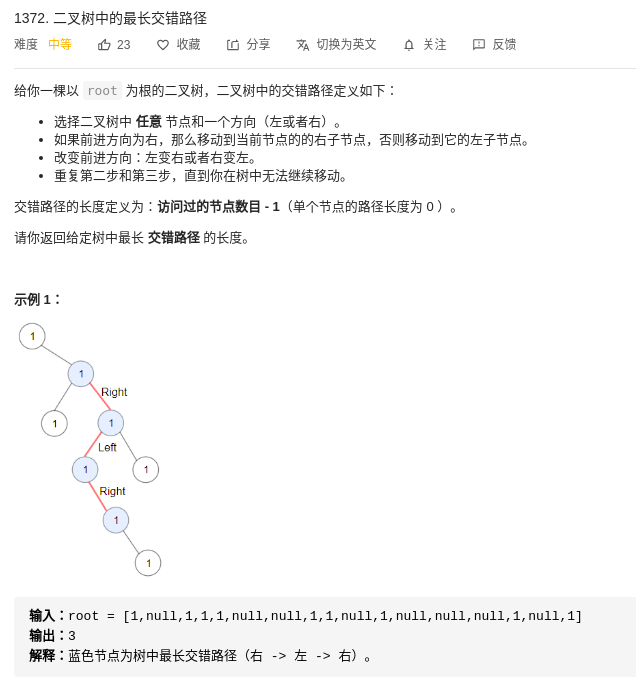 1372. 二叉树中的最长交错路径
难度 中等 23 收藏 分享 切换为英文 关注 反馈
给你一棵以 root 为根的二叉树，二叉树中的交错路径定义如下：
• 选择二叉树中 任意 节点和一个方向（左或者右）。
• 如果前进方向为右，那么移动到当前节点的的右子节点，否则移动到它的左子节点。
• 改变前进方向：左变右或者右变左。
• 重复第二步和第三步，直到你在树中无法继续移动。
交错路径的长度定义为：访问过的节点数目 - 1（单个节点的路径长度为 0 ）。
请你返回给定树中最长 交错路径 的长度。
示例 1：
1
1
Right
1 1
Left
1 1
Right
1
1
输入：root = [1,null,1,1,1,null,null,1,1,null,1,null,null,null,1,null,1]
输出：3
解释：蓝色节点为树中最长交错路径（右 -> 左 -> 右）。